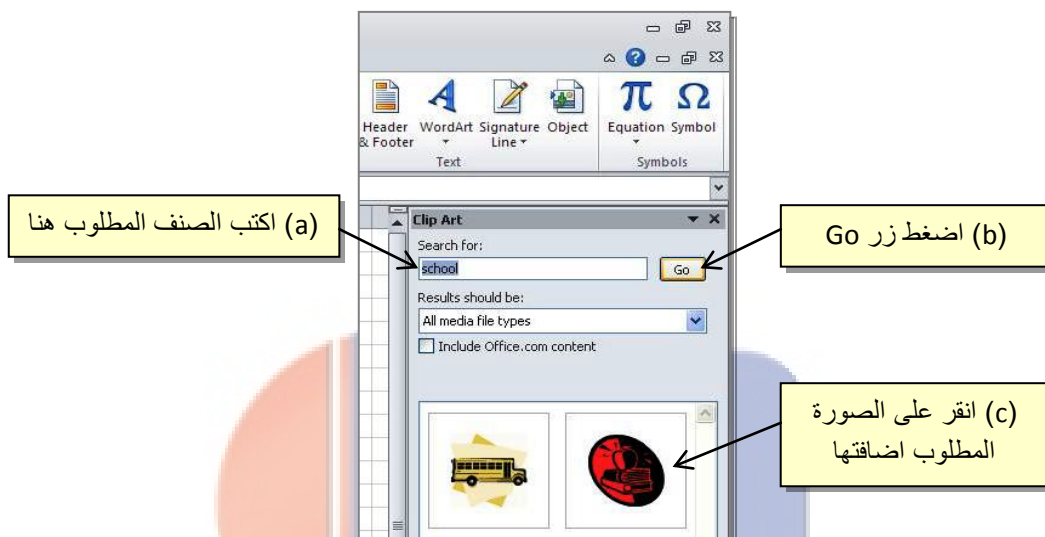 Header & Footer
WordArt
Signature Line
Object
Equation
Symbol
Text
Symbols
Clip Art
(a) اكتب الصنف المطلوب هنا
Search for:
school
Go
(b) اضغط زر Go
Results should be:
All media file types
Include Office.com content
(c) انقر على الصورة
المطلوب اضافتها